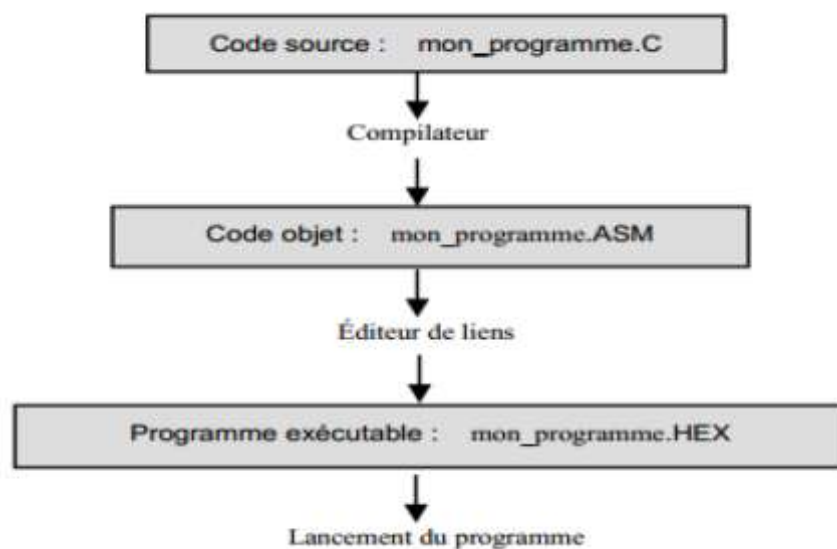 Code source : mon_programme.C
Compilateur
Code objet : mon_programme.ASM
Éditeur de liens
Programme exécutable : mon_programme.HEX
Lancement du programme